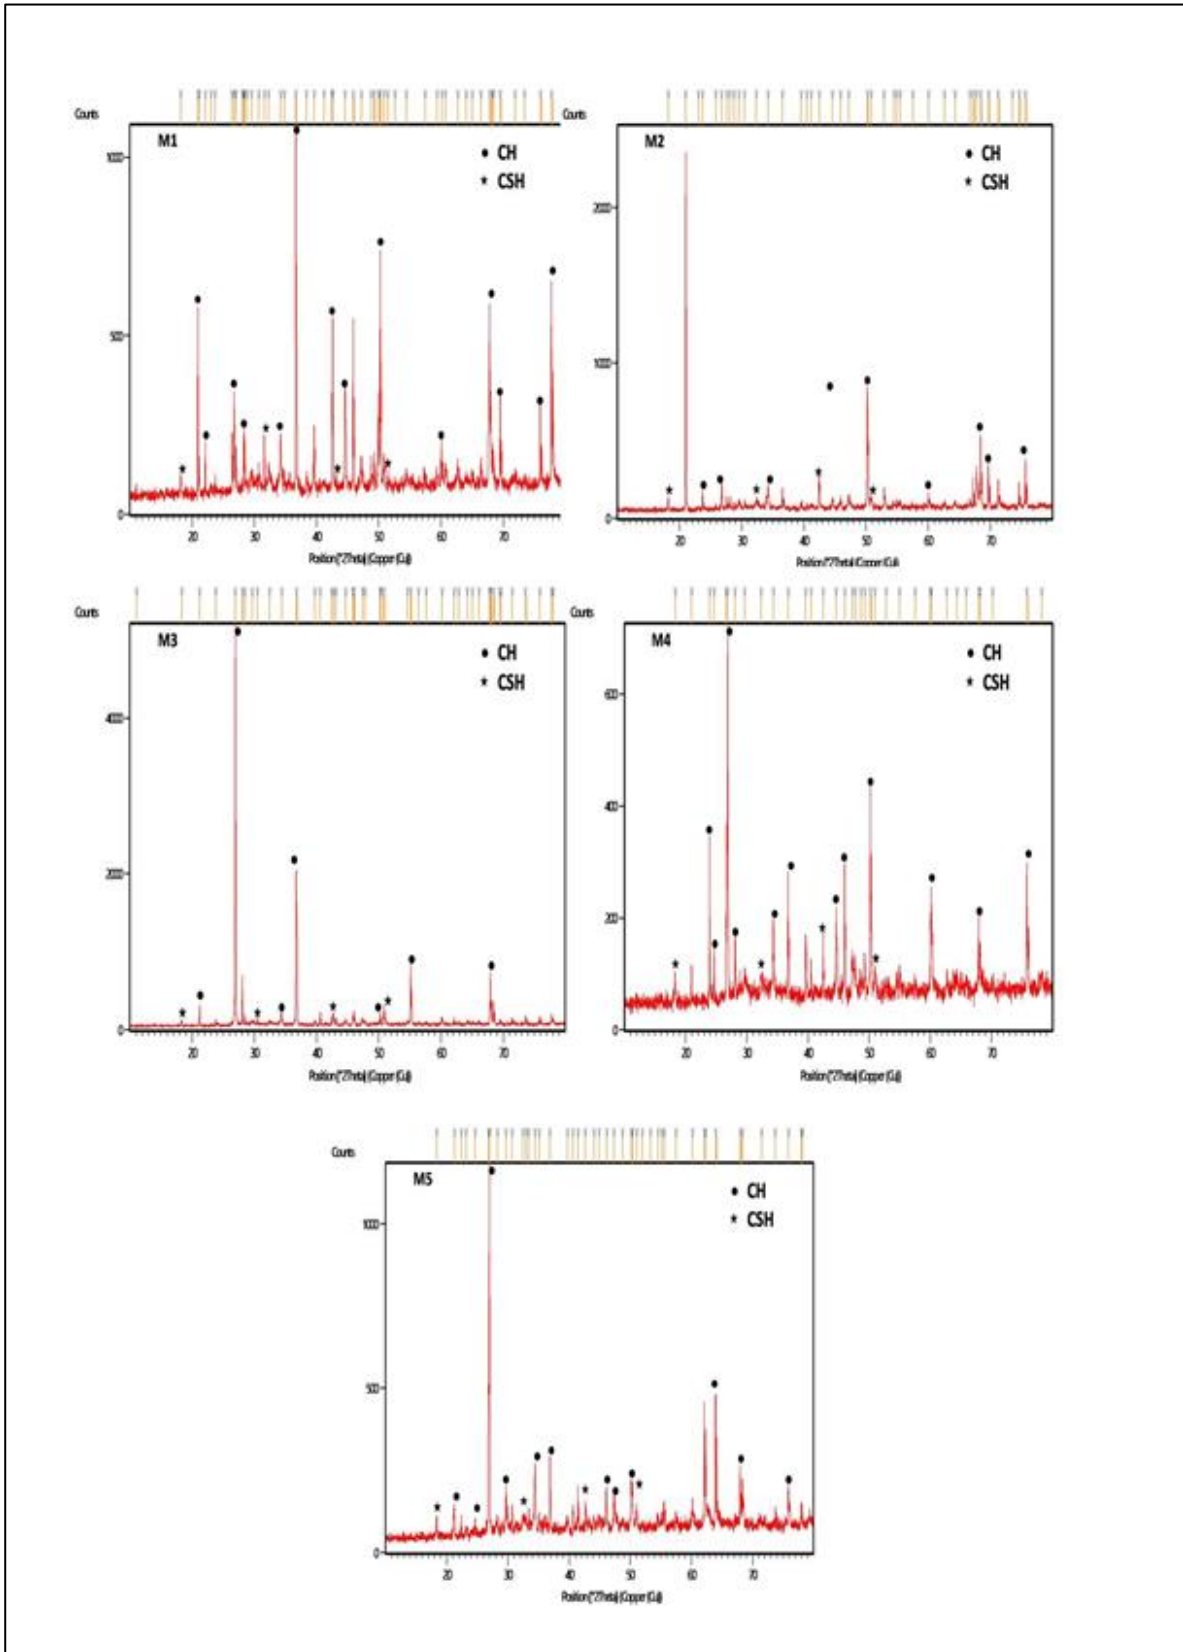 Counts
M1
● CH
★ CSH
1000
500
0
20 30 40 50 60 70
Position [°2Theta] (Copper (Cu))
Counts
M2
● CH
★ CSH
2000
1000
0
20 30 40 50 60 70
Position [°2Theta] (Copper (Cu))
Counts
M3
● CH
★ CSH
4000
2000
0
20 30 40 50 60 70
Position [°2Theta] (Copper (Cu))
Counts
M4
● CH
★ CSH
600
400
200
0
20 30 40 50 60 70
Position [°2Theta] (Copper (Cu))
Counts
M5
● CH
★ CSH
1000
500
0
20 30 40 50 60 70
Position [°2Theta] (Copper (Cu))